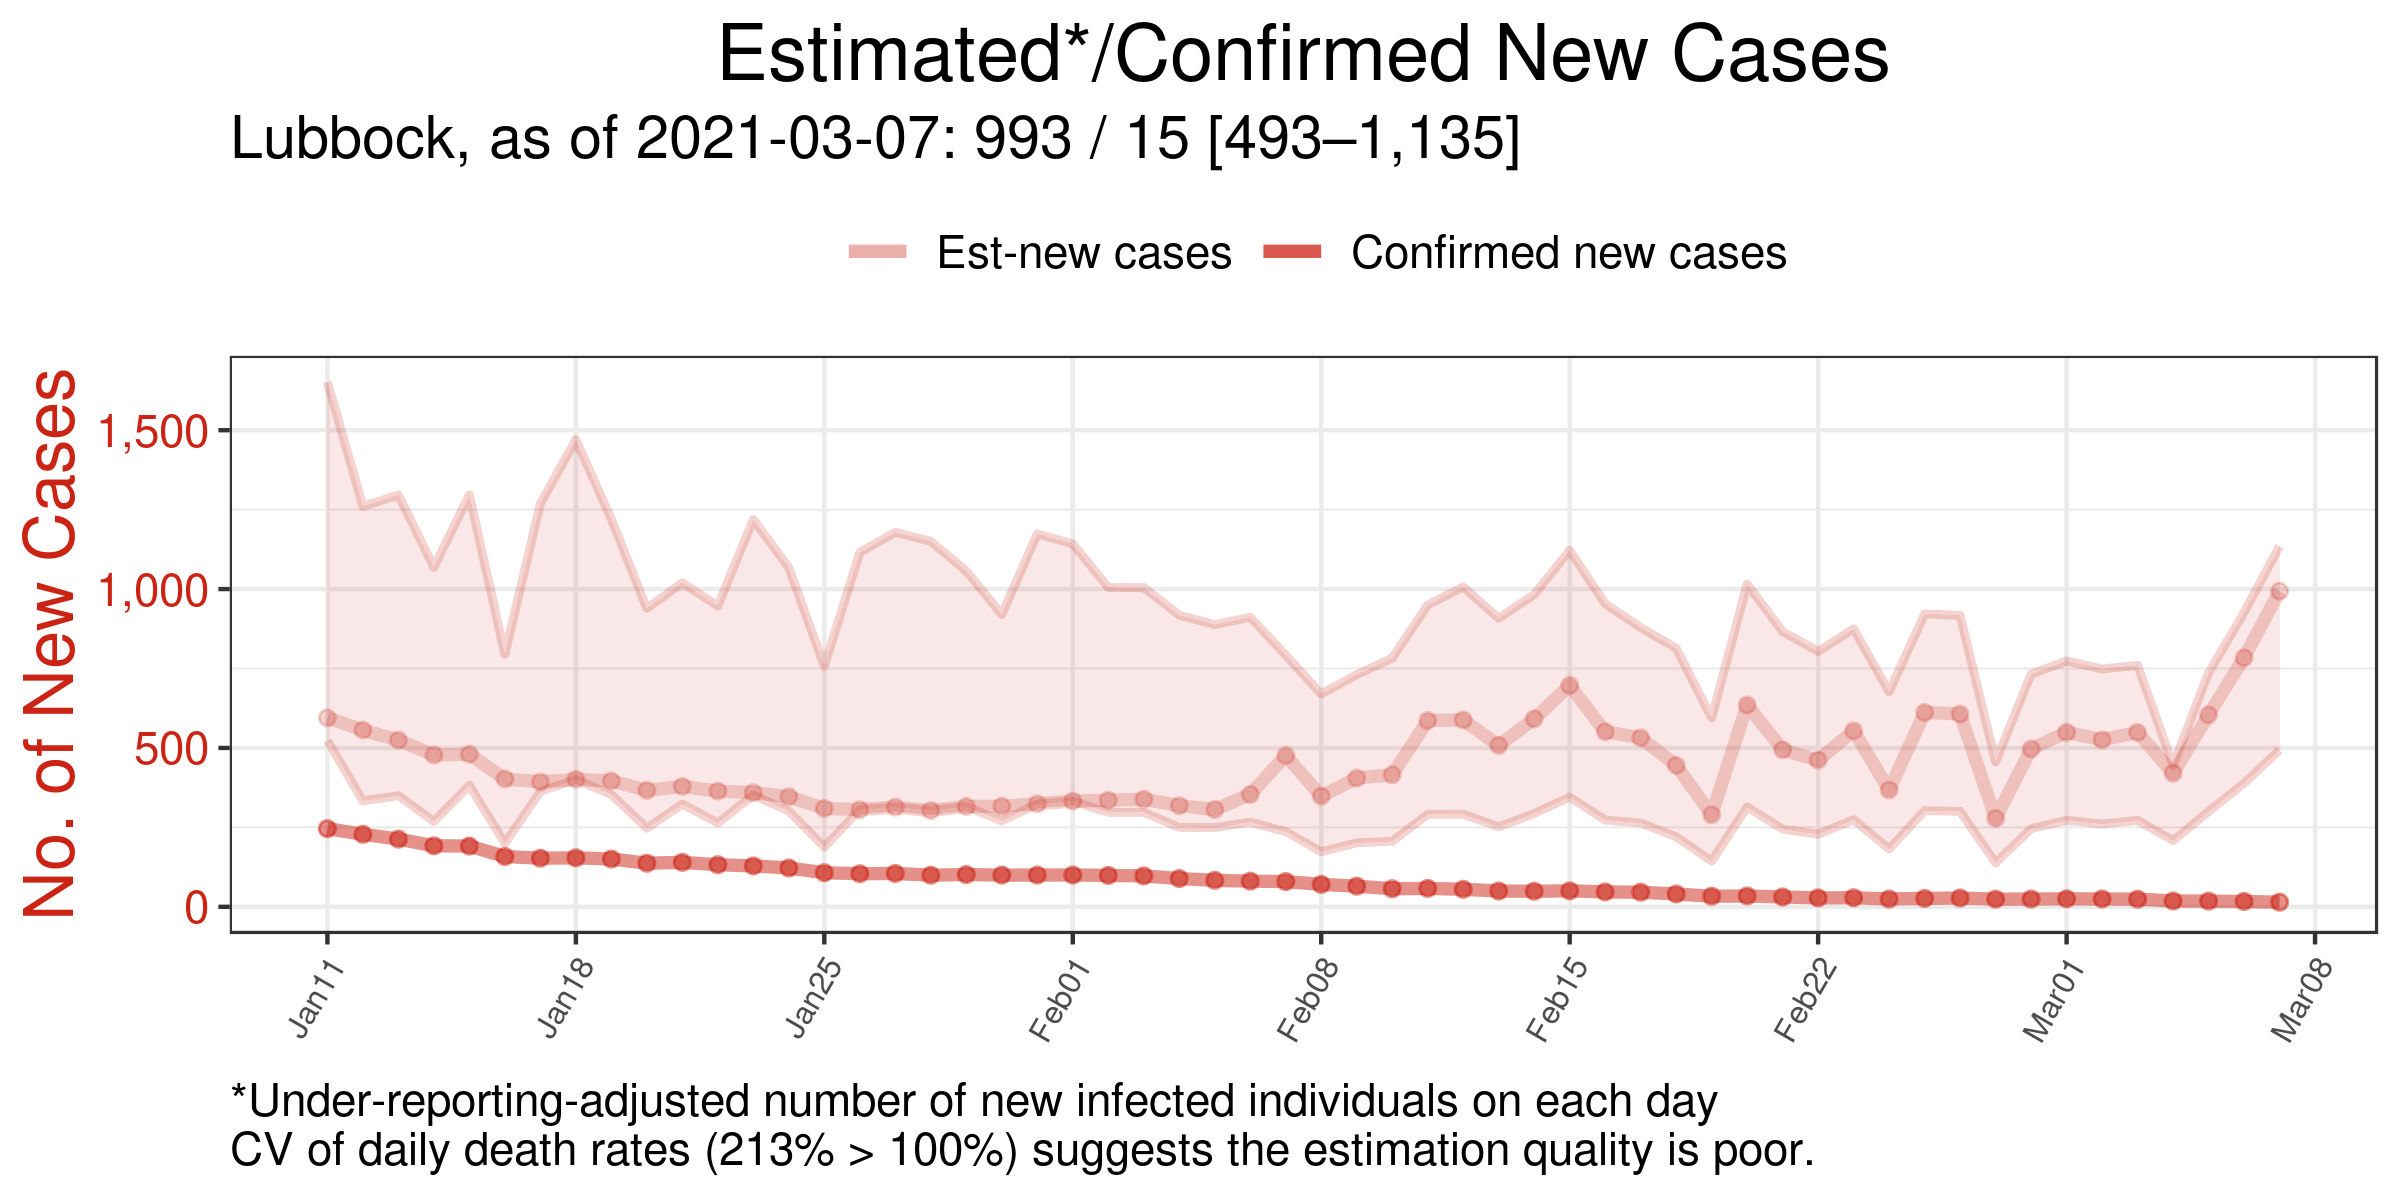 Estimated*/Confirmed New Cases
Lubbock, as of 2021-03-07: 993 / 15 [493–1,135]
Est-new cases
Confirmed new cases
No. of New Cases
1,500
1,000
500
0
Jan11
Jan18
Jan25
Feb01
Feb08
Feb15
Feb22
Mar01
Mar08
*Under-reporting-adjusted number of new infected individuals on each day
CV of daily death rates (213% > 100%) suggests the estimation quality is poor.